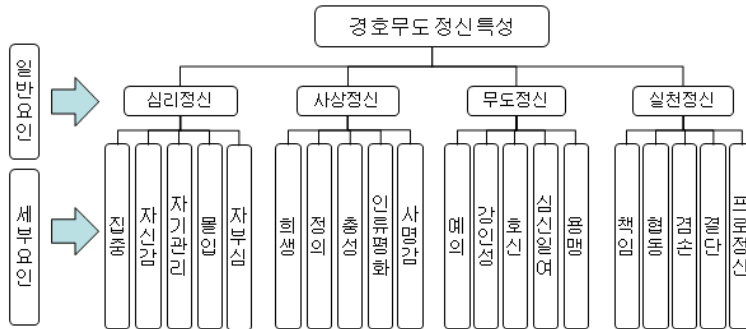 경호무도 정신특성
일반요인
심리정신
사상정신
무도정신
실천정신
세부요인
집중
자신감
자기관리
몰입
자부심
희생
정의
충성
인류평화
사명감
예의
강인성
호신
심신일여
용맹
책임
협동
겸손
결단
프로정신